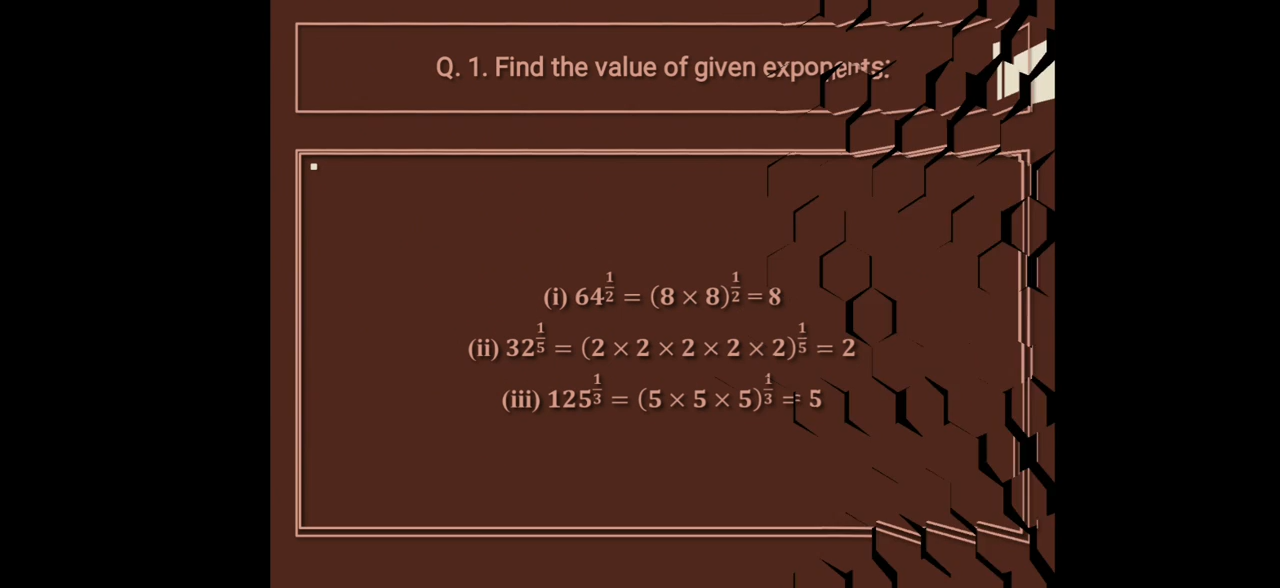 Q. 1. Find the value of given exponents:
(i) 64^{1/2} = (8 × 8)^{1/2} = 8
(ii) 32^{1/5} = (2 × 2 × 2 × 2 × 2)^{1/5} = 2
(iii) 125^{1/3} = (5 × 5 × 5)^{1/3} = 5